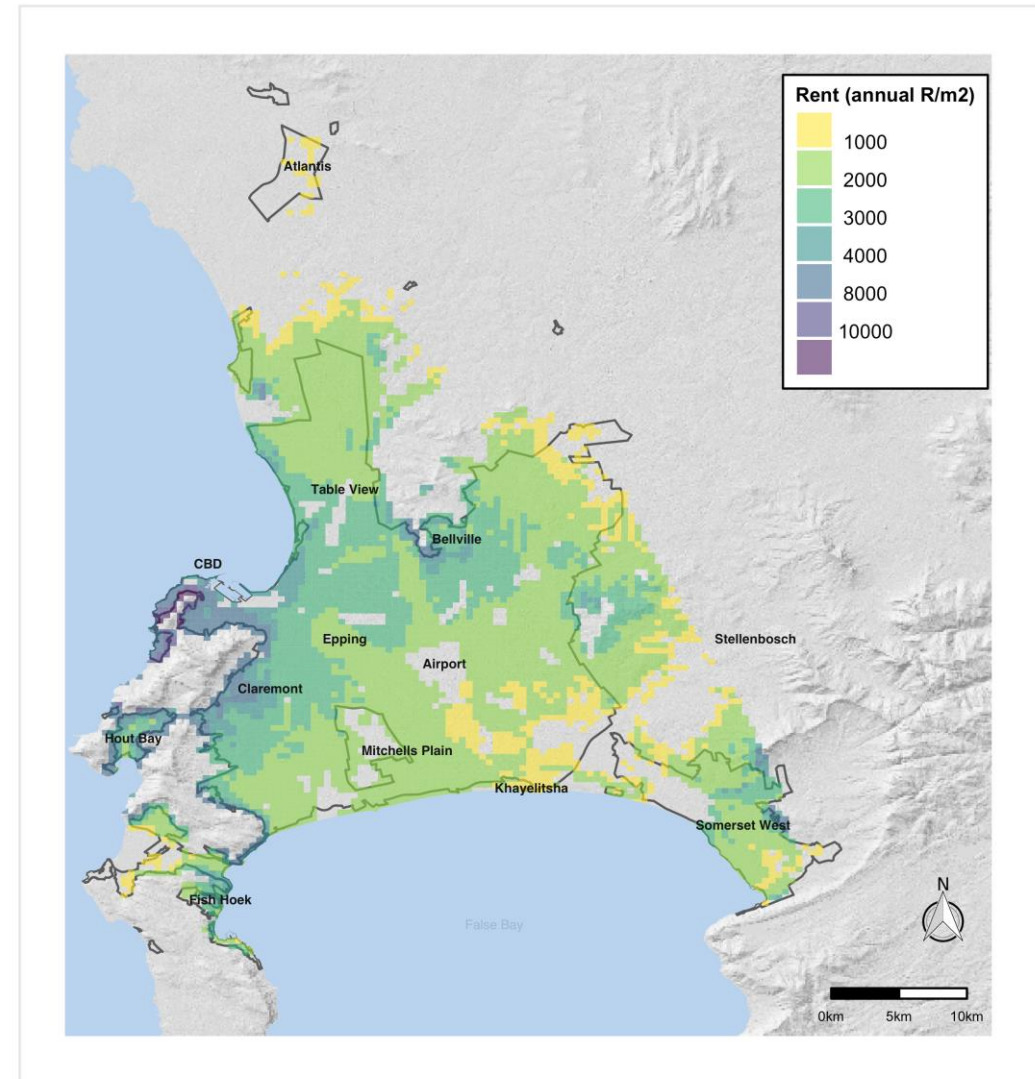 Rent (annual R/m2)
1000
2000
3000
4000
8000
10000
Atlantis
Table View
Bellville
CBD
Epping
Stellenbosch
Airport
Claremont
Hout Bay
Mitchells Plain
Khayelitsha
Somerset West
Fish Hoek
False Bay
N
0km 5km 10km